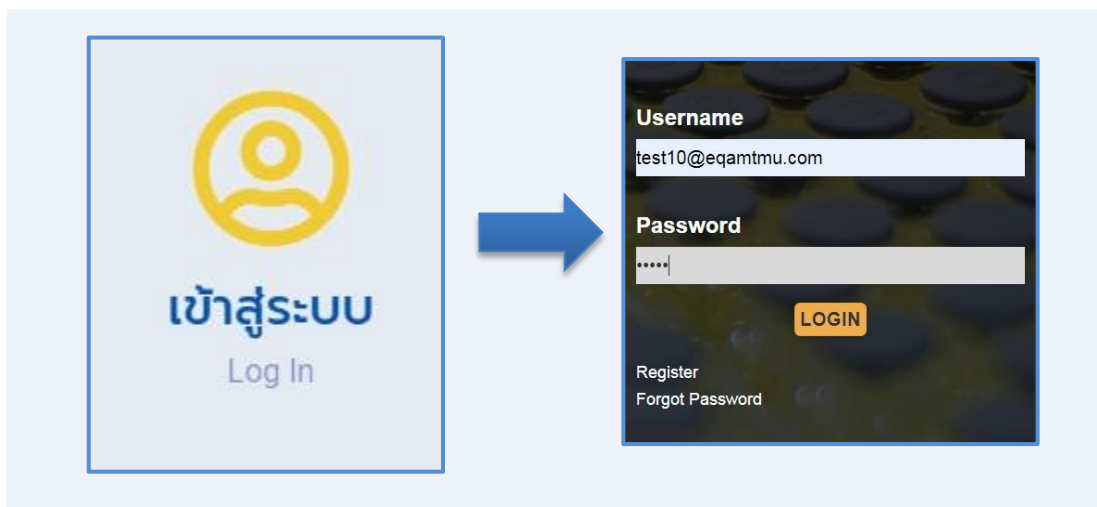 เข้าสู่ระบบ
Log In
Username
test10@eqamtmu.com
Password
•••••
LOGIN
Register
Forgot Password